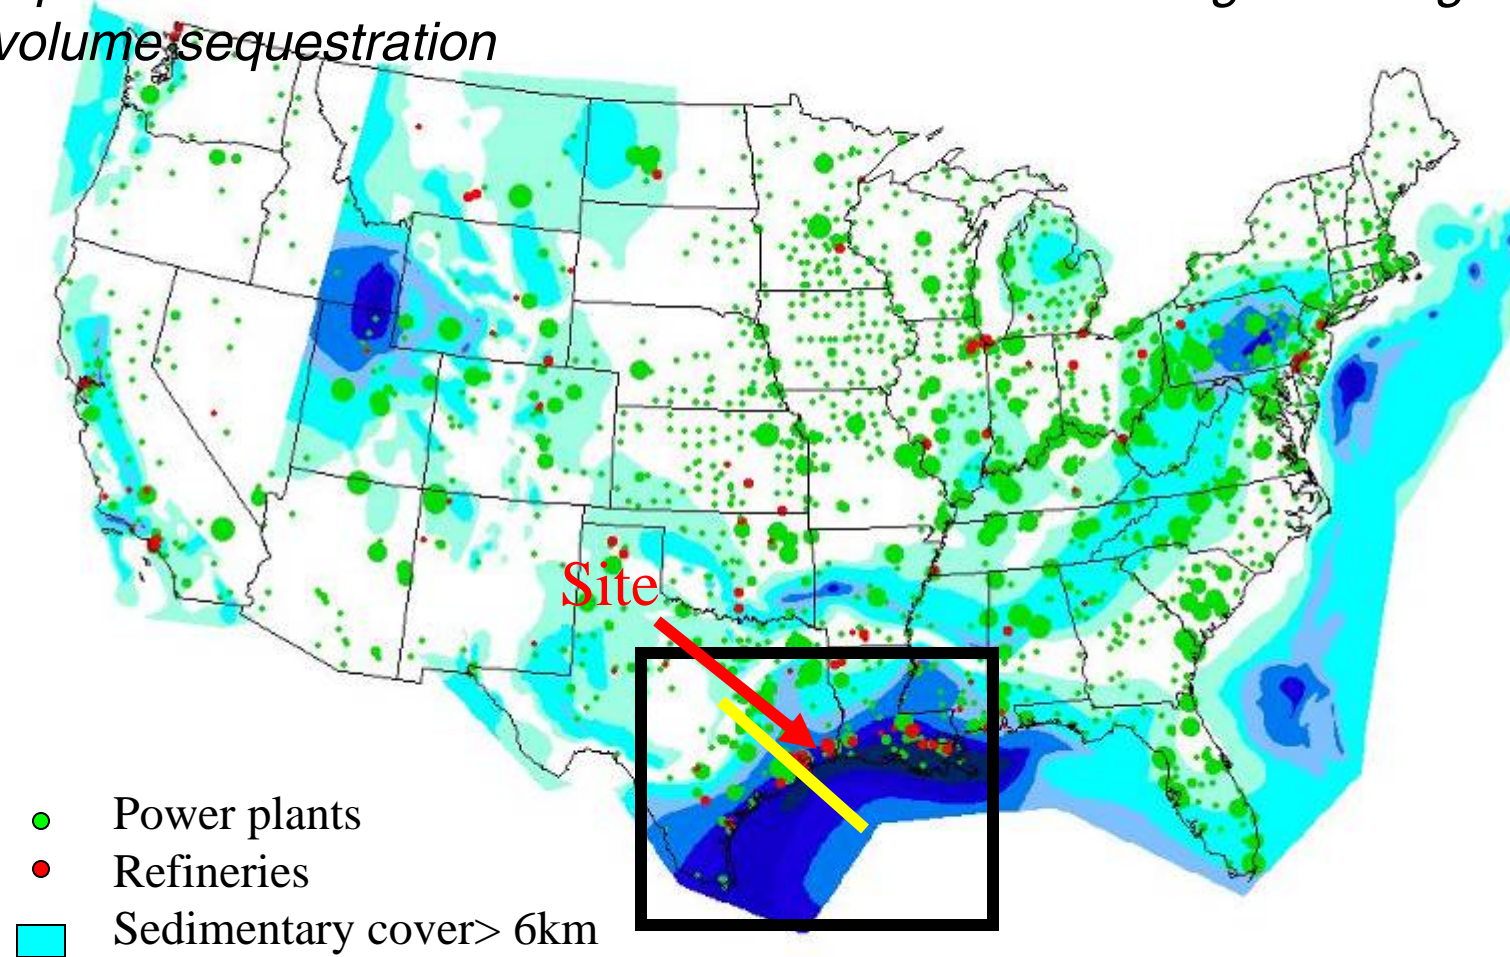 volume sequestration
Site
Power plants
Refineries
Sedimentary cover> 6km